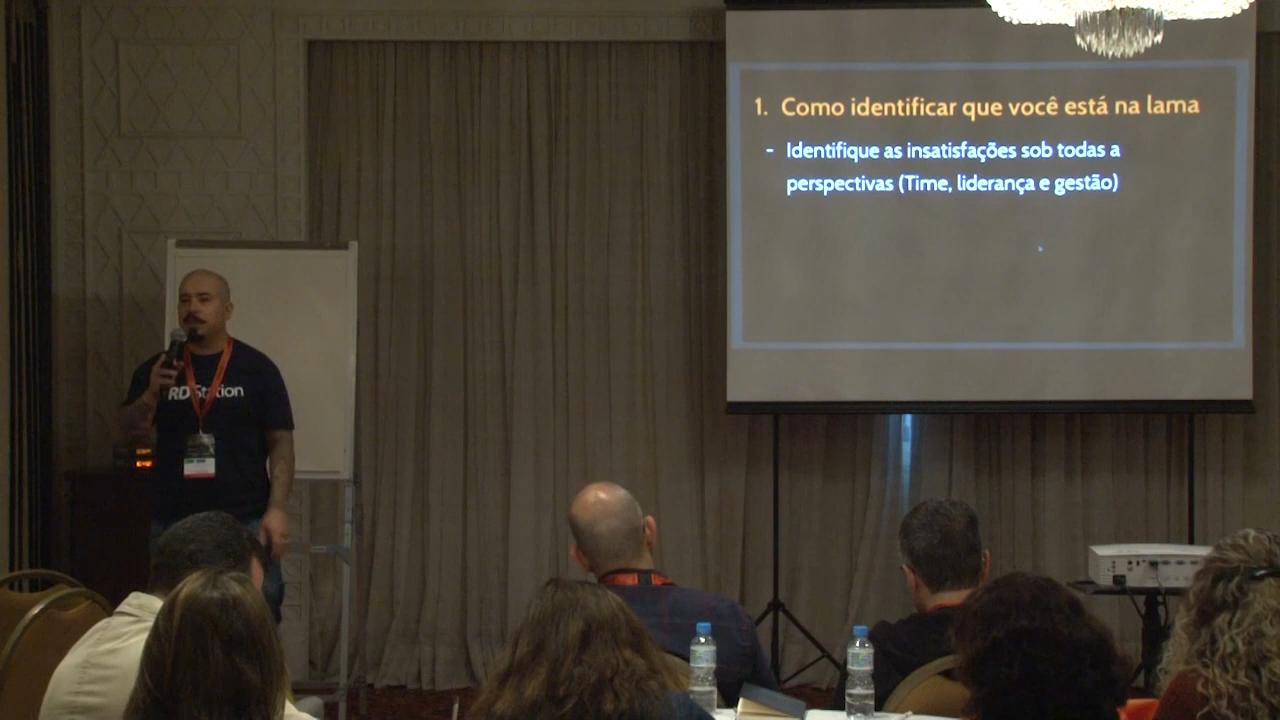 1. Como identificar que você está na lama
- Identifique as insatisfações sob todas a
perspectivas (Time, liderança e gestão)
RD Station